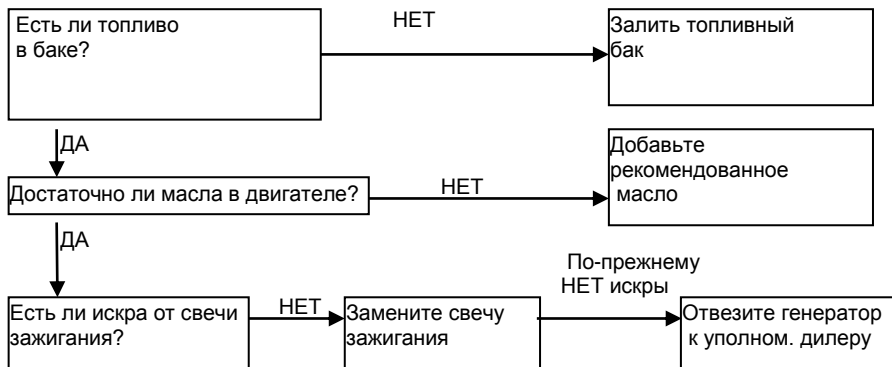 Есть ли топливо
в баке?
НЕТ
Залить топливный
бак
ДА
Достаточно ли масла в двигателе?
НЕТ
Добавьте
рекомендованное
масло
ДА
Есть ли искра от свечи
зажигания?
НЕТ
Замените свечу
зажигания
По-прежнему
НЕТ искры
Отвезите генератор
к уполном. дилеру